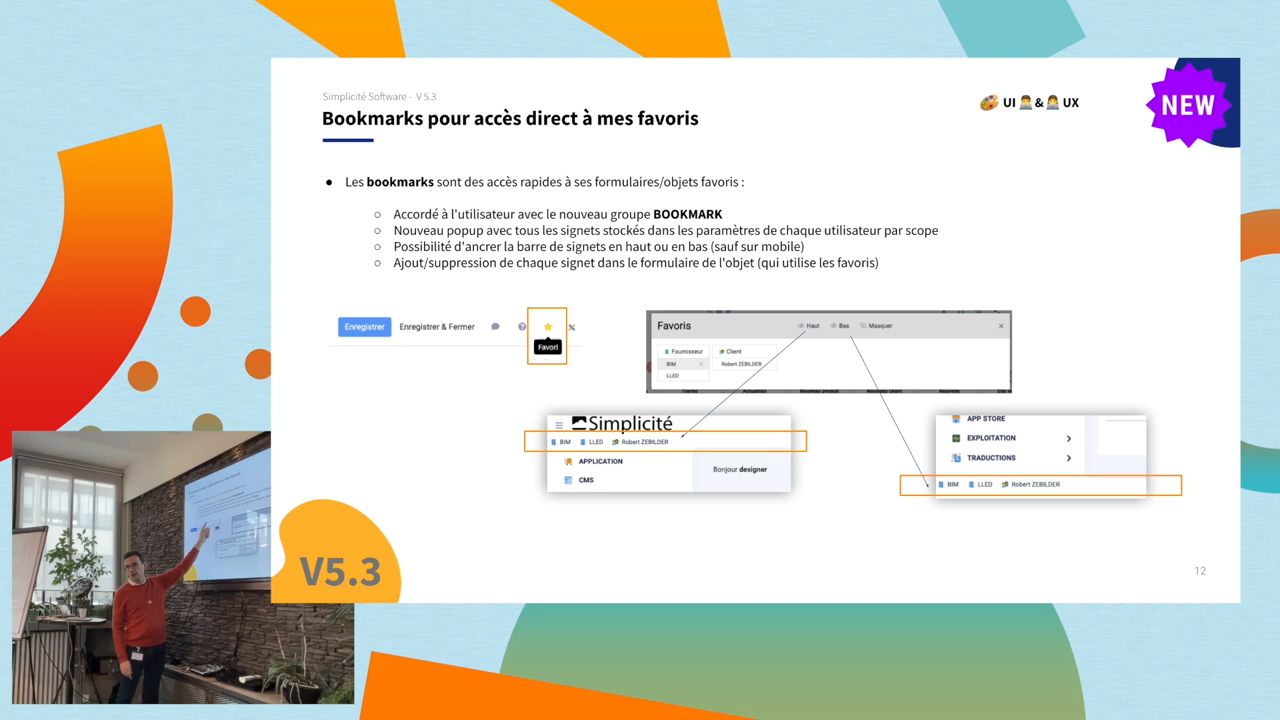 Simplicité Software - V 5.3
Bookmarks pour accès direct à mes favoris
UI & UX
NEW
Les bookmarks sont des accès rapides à ses formulaires/objets favoris :
Accordé à l'utilisateur avec le nouveau groupe BOOKMARK
Nouveau popup avec tous les signets stockés dans les paramètres de chaque utilisateur par scope
Possibilité d'ancrer la barre de signets en haut ou en bas (sauf sur mobile)
Ajout/suppression de chaque signet dans le formulaire de l'objet (qui utilise les favoris)
Enregistrer Enregistrer & Fermer
Favori
Favoris Haut Bas Masquer
Fournisseur Client
BIM Robert ZEBILDER
LLED
Simplicité
BIM LLED Robert ZEBILDER
APPLICATION
CMS
Bonjour designer
APP STORE
EXPLOITATION
TRADUCTIONS
BIM LLED Robert ZEBILDER
V5.3
12